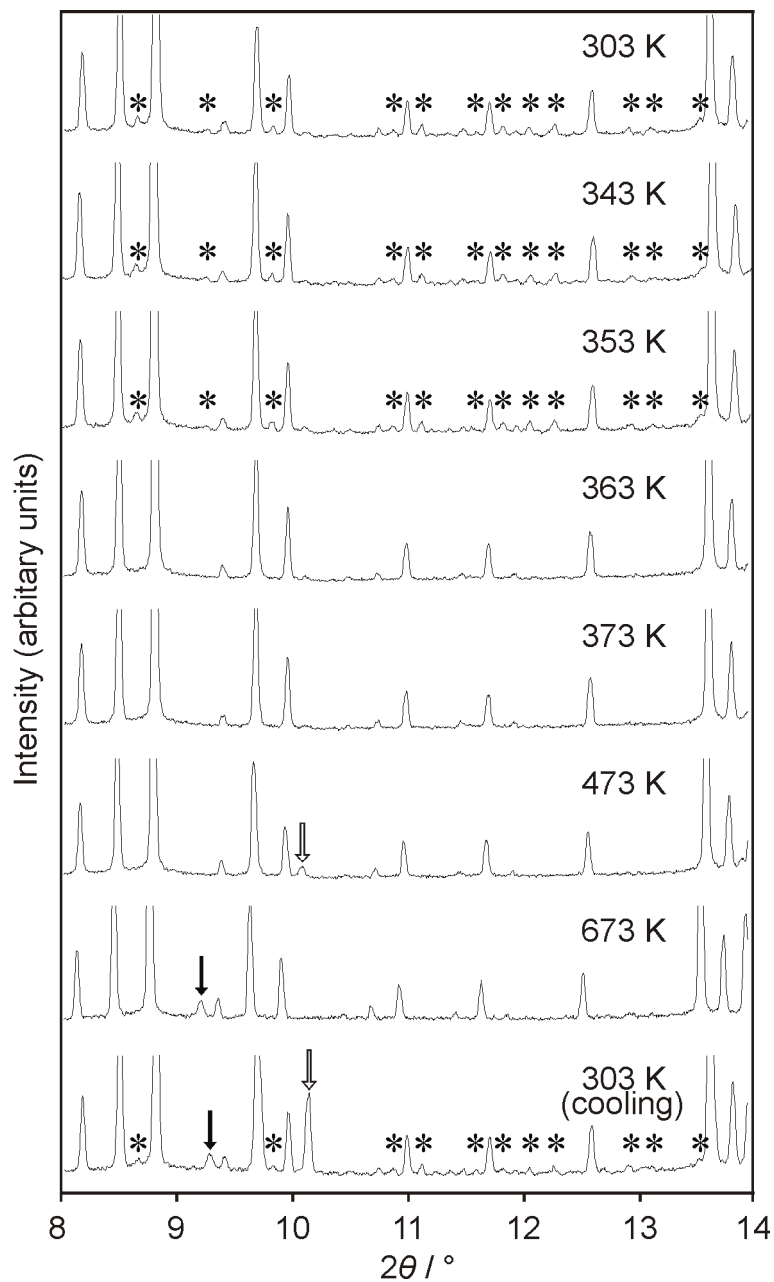 303 K
* * * * * * * * * * * *
343 K
* * * * * * * * * * * *
353 K
* * * * * * * * * * * *
363 K
373 K
473 K
673 K
303 K
(cooling)
* * * * * * * * * * *
Intensity (arbitary units)
8 9 10 11 12 13 14
2θ / °